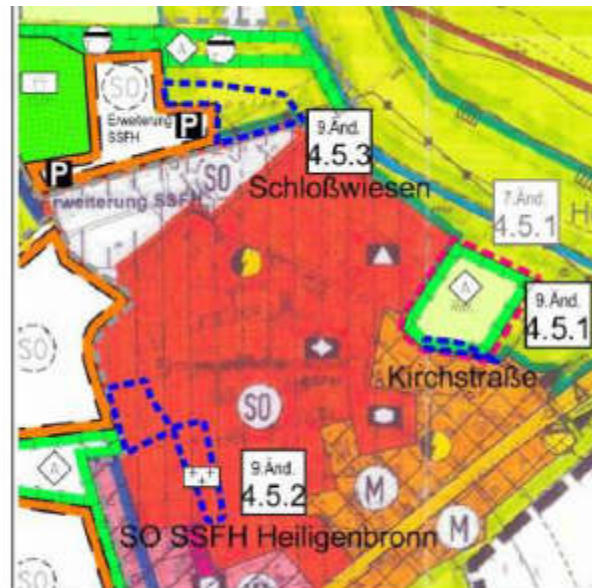 A
SO
Erweiterung
SSFH
P
P
9.Änd.
4.5.3
SO
Schloßwiesen
rweiterung SSFH
7.Änd.
4.5.1
A
9.Änd.
4.5.1
SO
Kirchstraße
SO
A
9.Änd.
4.5.2
M
SO SSFH Heiligenbronn
M
SO